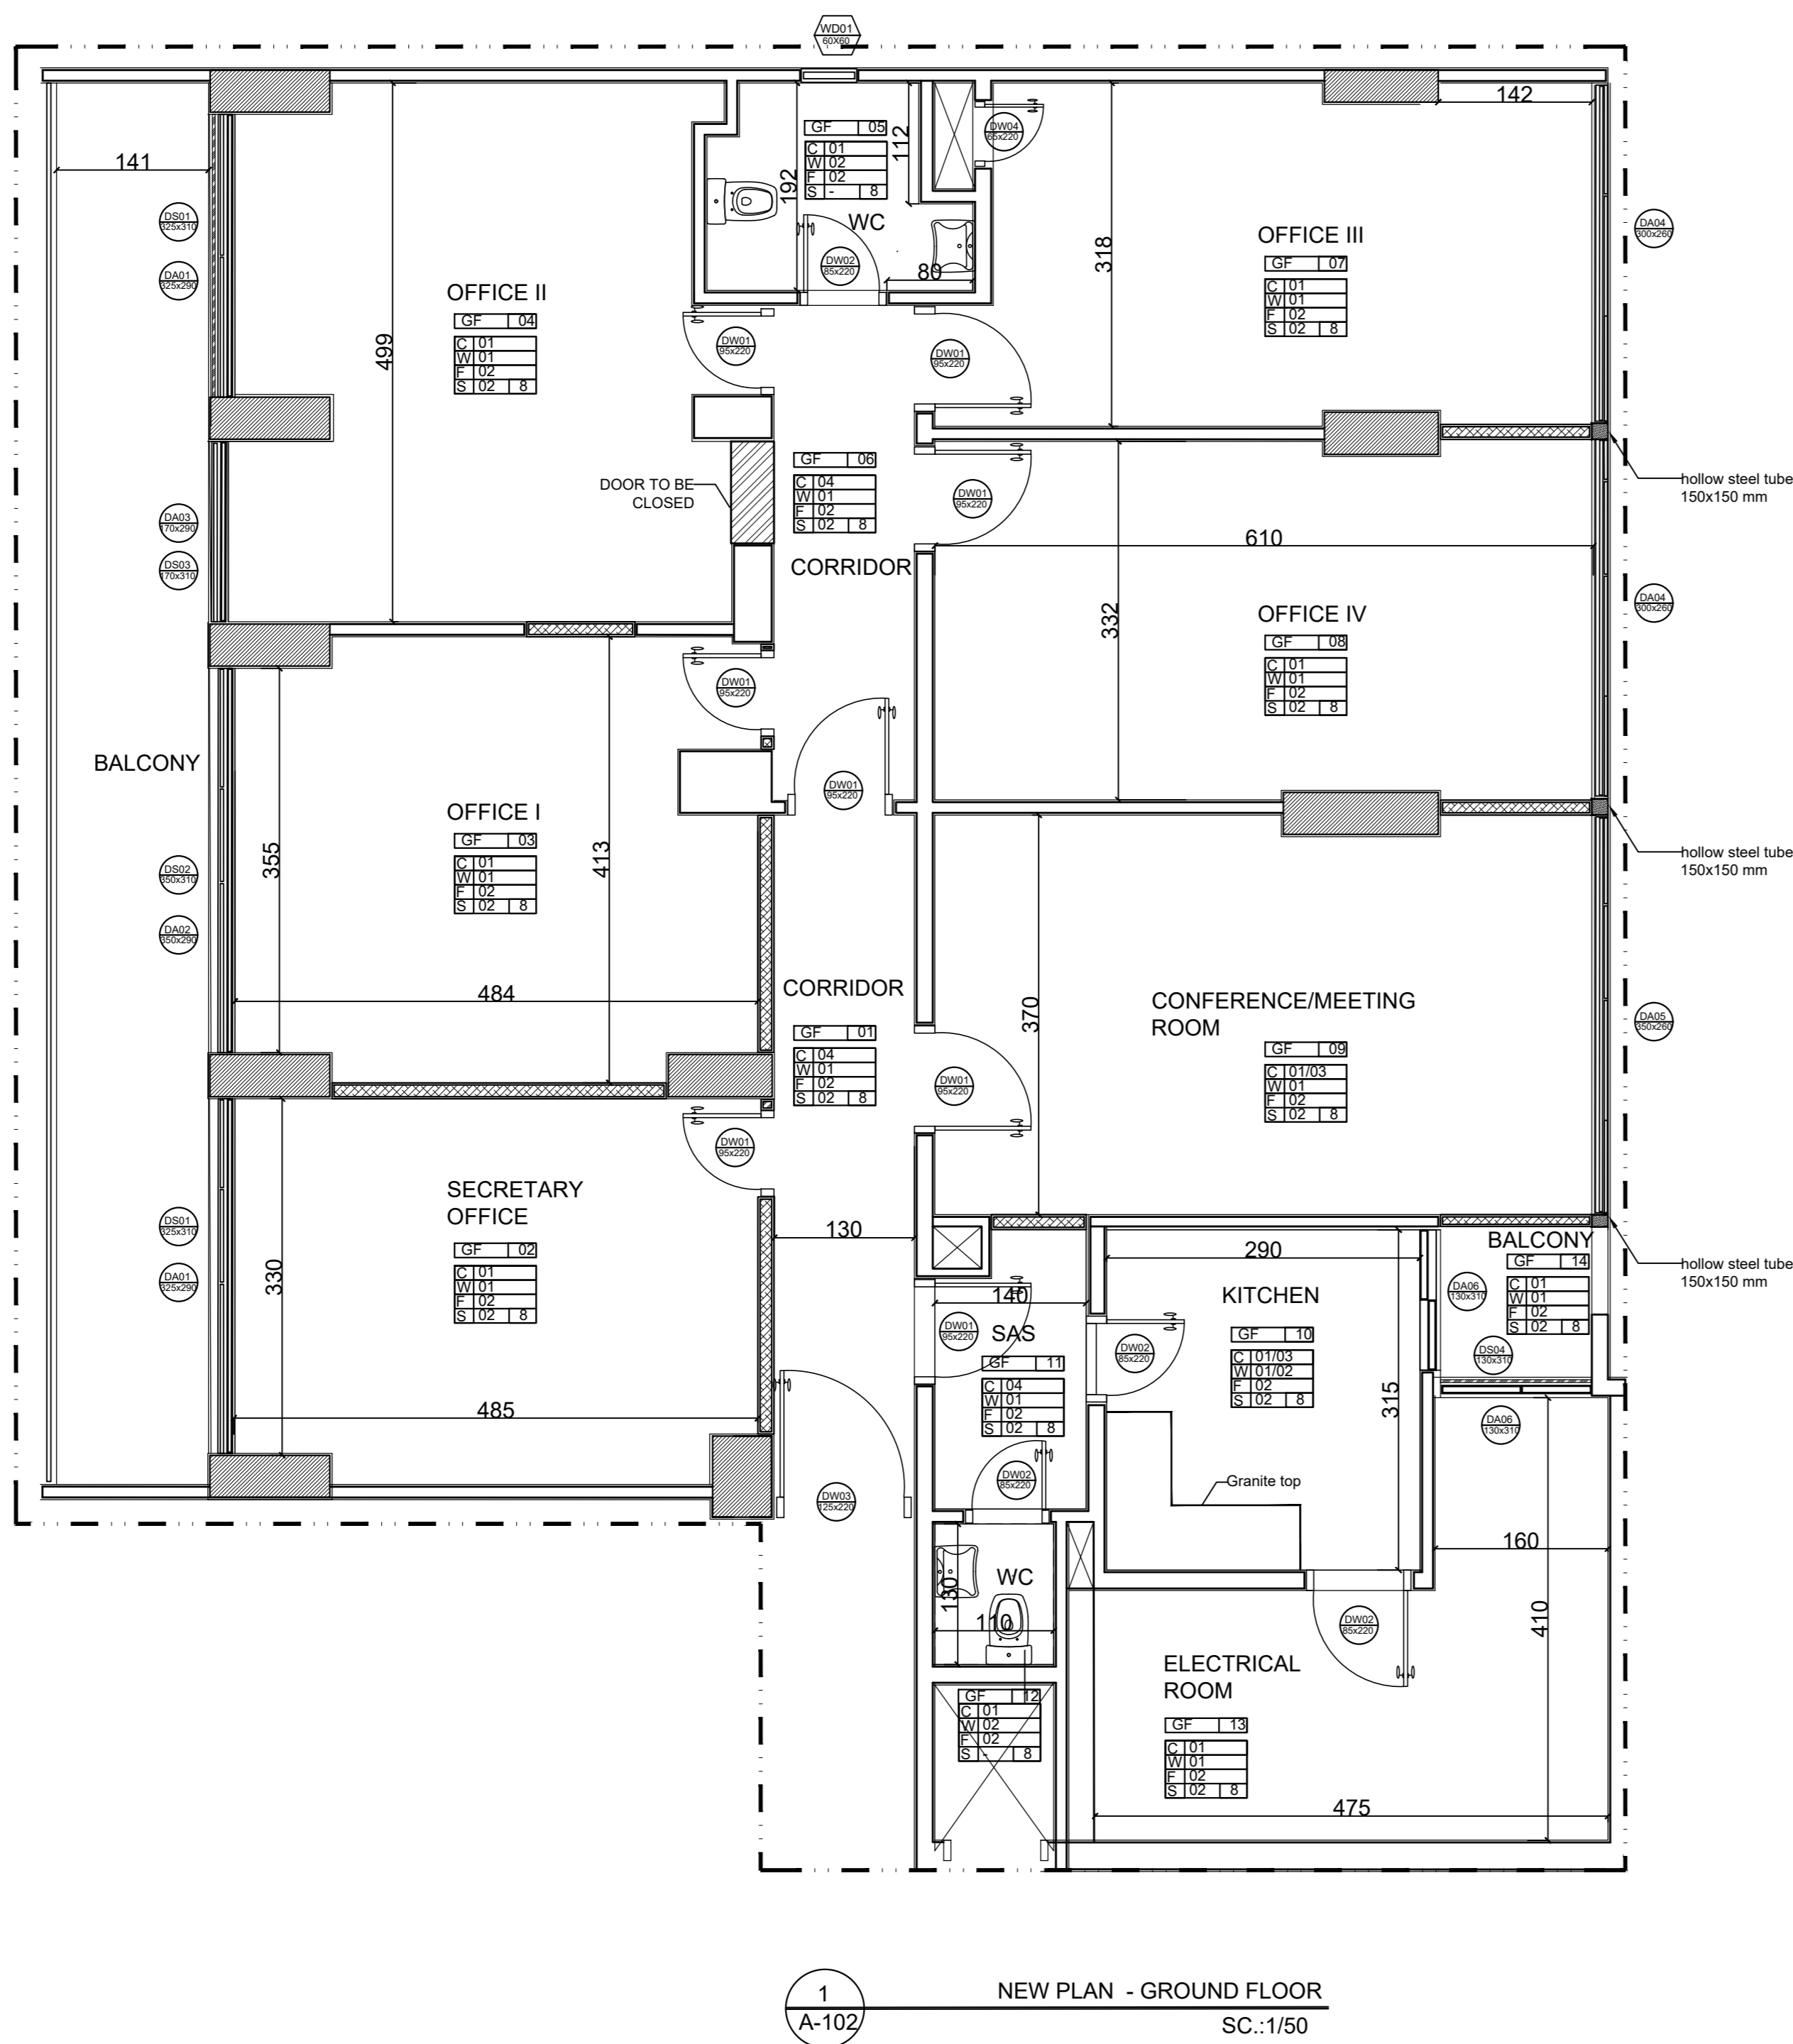 WD01
60X60
142
141
GF 05
C 01
W 02
F 02
S - 8
112
192
WC
DW04
65x220
DS01
325x310
DA01
325x290
OFFICE II
GF 04
C 01
W 01
F 02
S 02 8
499
DW02
85x220
80
318
OFFICE III
GF 07
C 01
W 01
F 02
S 02 8
DA04
300x260
DW01
95x220
DW01
95x220
DOOR TO BE
CLOSED
GF 06
C 04
W 01
F 02
S 02 8
CORRIDOR
DW01
95x220
hollow steel tube
150x150 mm
DA03
170x290
DS03
170x310
610
332
OFFICE IV
GF 08
C 01
W 01
F 02
S 02 8
DA04
300x260
DW01
95x220
BALCONY
DW01
95x220
OFFICE I
GF 03
C 01
W 01
F 02
S 02 8
355
413
484
DS02
350x310
DA02
350x290
hollow steel tube
150x150 mm
CORRIDOR
GF 01
C 04
W 01
F 02
S 02 8
370
CONFERENCE/MEETING
ROOM
GF 09
C 01/03
W 01
F 02
S 02 8
DA05
350x260
DW01
95x220
DW01
95x220
SECRETARY
OFFICE
GF 02
C 01
W 01
F 02
S 02 8
DS01
325x310
DA01
325x290
330
485
130
290
140
BALCONY
GF 14
C 01
W 01
F 02
S 02 8
hollow steel tube
150x150 mm
DA06
130x310
DS04
130x310
KITCHEN
GF 10
C 01/03
W 01/02
F 02
S 02 8
DW01
95x220
SAS
GF 11
C 04
W 01
F 02
S 02 8
DW02
85x220
315
DA06
130x310
DW02
85x220
Granite top
DW03
125x220
160
WC
130
110
410
DW02
85x220
ELECTRICAL
ROOM
GF 13
C 01
W 01
F 02
S 02 8
GF 12
C 01
W 02
F 02
S - 8
475
1
A-102
NEW PLAN - GROUND FLOOR
SC.:1/50